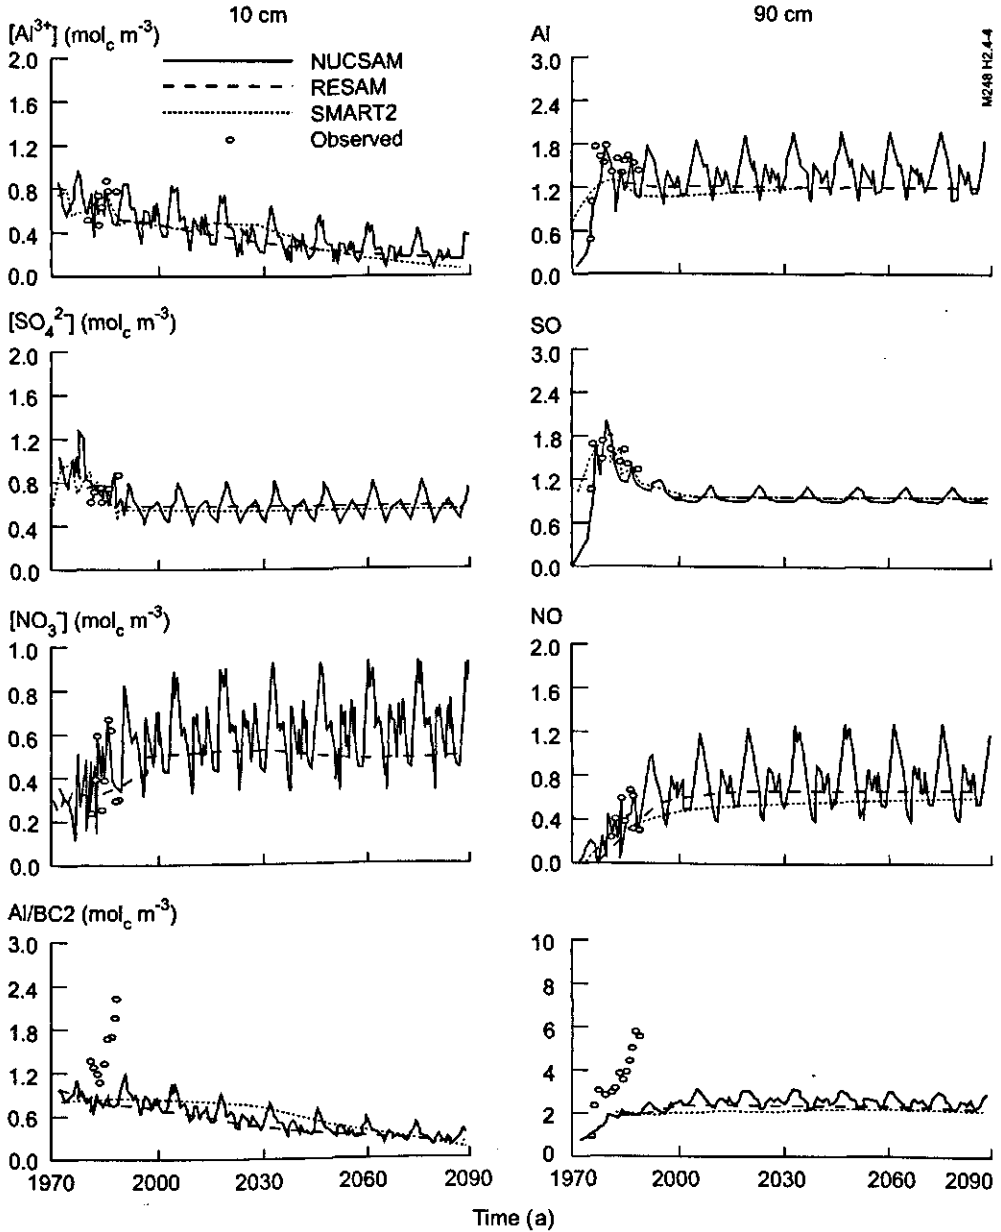 10 cm
90 cm
[Al³⁺] (mol_c m⁻³)
2.0
1.6
1.2
0.8
0.4
0.0
NUCSAM
RESAM
SMART2
Observed
Al
3.0
2.4
1.8
1.2
0.6
0.0
M248 H2.4-4
[SO₄²⁻] (mol_c m⁻³)
2.0
1.6
1.2
0.8
0.4
0.0
SO
3.0
2.4
1.8
1.2
0.6
0.0
[NO₃⁻] (mol_c m⁻³)
1.0
0.8
0.6
0.4
0.2
0.0
NO
2.0
1.6
1.2
0.8
0.4
0.0
Al/BC2 (mol_c m⁻³)
3.0
2.4
1.8
1.2
0.6
0.0
10
8
6
4
2
0
1970 2000 2030 2060 2090
1970 2000 2030 2060 2090
Time (a)